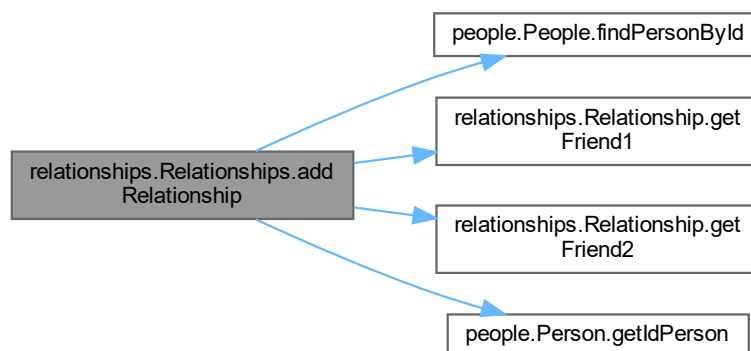 people.People.findPersonById
relationships.Relationship.get
Friend1
relationships.Relationships.add
Relationship
relationships.Relationship.get
Friend2
people.Person.getIdPerson